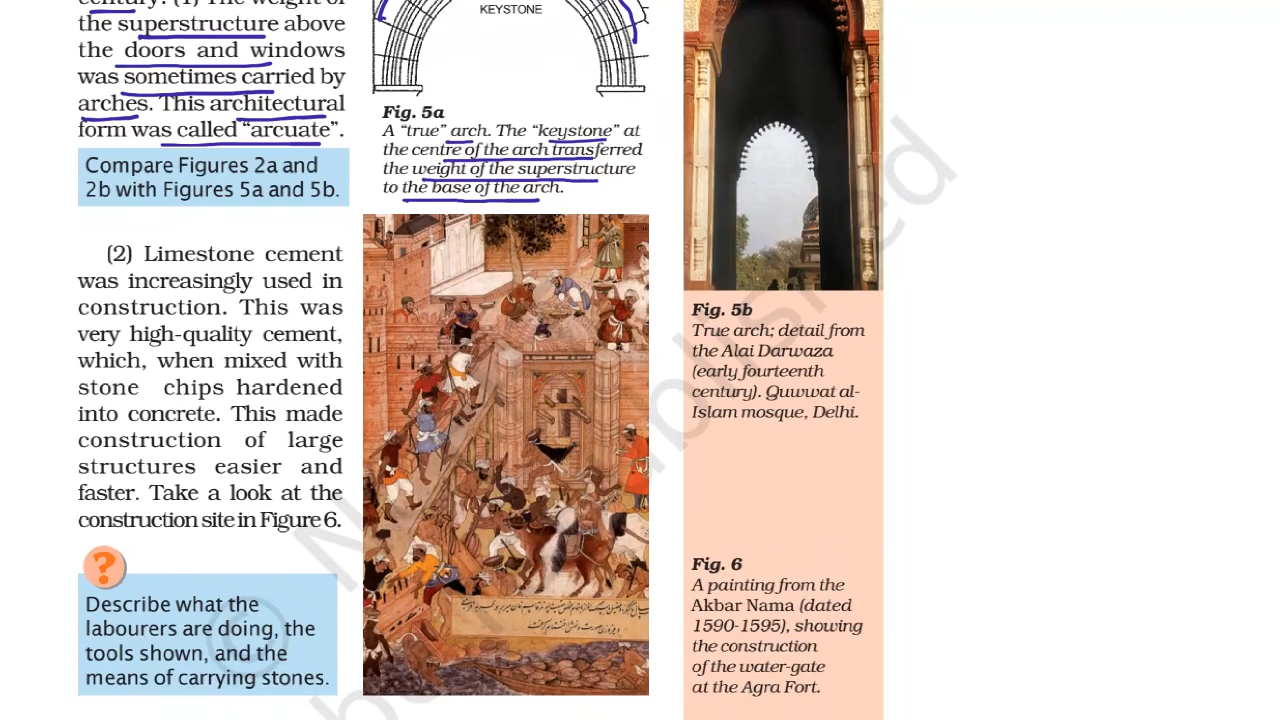 century. (1) The weight of
the superstructure above
the doors and windows
was sometimes carried by
arches. This architectural
form was called “arcuate”.
Compare Figures 2a and
2b with Figures 5a and 5b.
(2) Limestone cement
was increasingly used in
construction. This was
very high-quality cement,
which, when mixed with
stone chips hardened
into concrete. This made
construction of large
structures easier and
faster. Take a look at the
construction site in Figure 6.
?
Describe what the
labourers are doing, the
tools shown, and the
means of carrying stones.
KEYSTONE
Fig. 5a
A “true” arch. The “keystone” at
the centre of the arch transferred
the weight of the superstructure
to the base of the arch.
Fig. 5b
True arch; detail from
the Alai Darwaza
(early fourteenth
century). Quwwat al-
Islam mosque, Delhi.
Fig. 6
A painting from the
Akbar Nama (dated
1590-1595), showing
the construction
of the water-gate
at the Agra Fort.